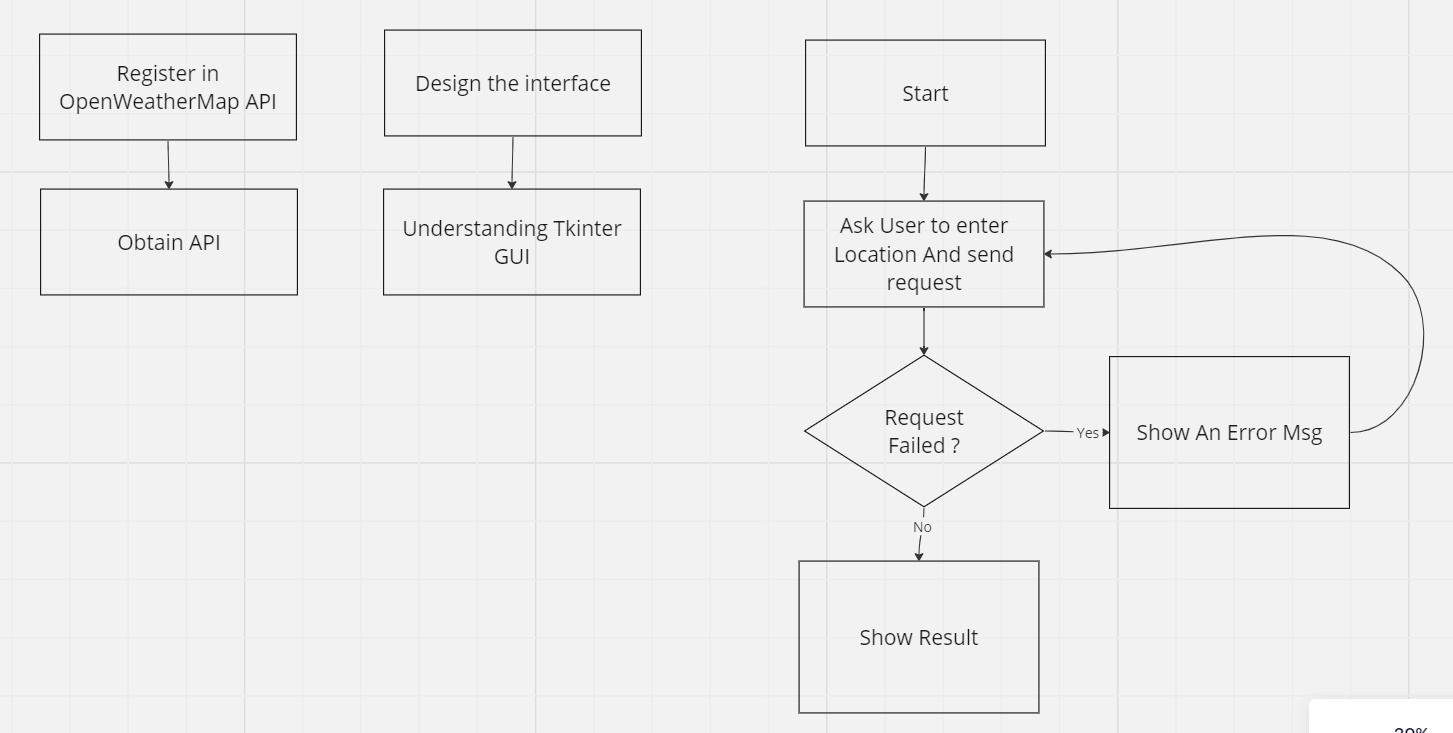 Register in
OpenWeatherMap API
Obtain API
Design the interface
Understanding Tkinter
GUI
Start
Ask User to enter
Location And send
request
Request
Failed ?
Yes
Show An Error Msg
No
Show Result